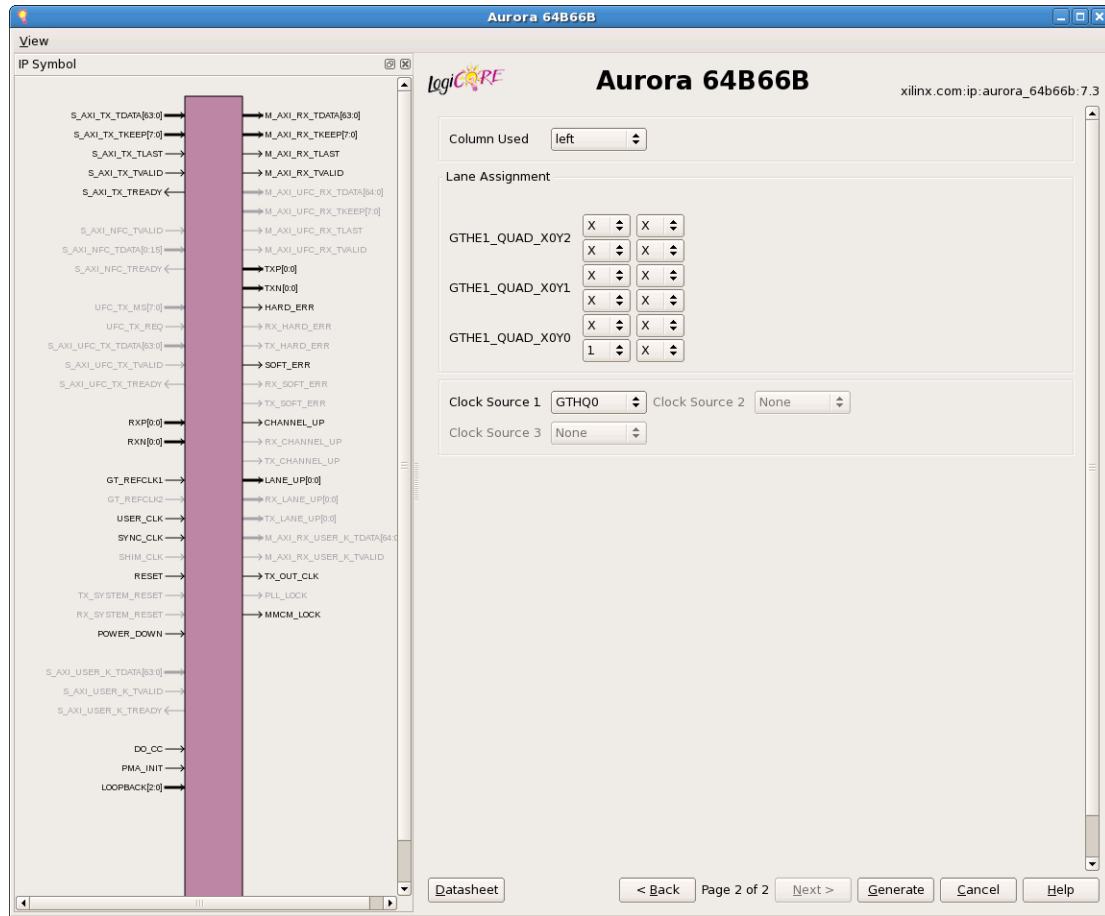 Aurora 64B66B
View
IP Symbol
S_AXI_TX_TDATA[63:0]
S_AXI_TX_TKEEP[7:0]
S_AXI_TX_TLAST
S_AXI_TX_TVALID
S_AXI_TX_TREADY
S_AXI_NFC_TVALID
S_AXI_NFC_TDATA[0:15]
S_AXI_NFC_TREADY
UFC_TX_MS[7:0]
UFC_TX_REQ
S_AXI_UFC_TX_TDATA[63:0]
S_AXI_UFC_TX_TVALID
S_AXI_UFC_TX_TREADY
RXP[0:0]
RXN[0:0]
GT_REFCLK1
GT_REFCLK2
USER_CLK
SYNC_CLK
SHIM_CLK
RESET
TX_SYSTEM_RESET
RX_SYSTEM_RESET
POWER_DOWN
S_AXI_USER_K_TDATA[63:0]
S_AXI_USER_K_TVALID
S_AXI_USER_K_TREADY
DO_CC
PMA_INIT
LOOPBACK[2:0]
M_AXI_RX_TDATA[63:0]
M_AXI_RX_TKEEP[7:0]
M_AXI_RX_TLAST
M_AXI_RX_TVALID
M_AXI_UFC_RX_TDATA[64:0]
M_AXI_UFC_RX_TKEEP[7:0]
M_AXI_UFC_RX_TLAST
M_AXI_UFC_RX_TVALID
TXP[0:0]
TXN[0:0]
HARD_ERR
RX_HARD_ERR
TX_HARD_ERR
SOFT_ERR
RX_SOFT_ERR
TX_SOFT_ERR
CHANNEL_UP
RX_CHANNEL_UP
TX_CHANNEL_UP
LANE_UP[0:0]
RX_LANE_UP[0:0]
TX_LANE_UP[0:0]
M_AXI_RX_USER_K_TDATA[64:0
M_AXI_RX_USER_K_TVALID
TX_OUT_CLK
PLL_LOCK
MMCM_LOCK
LogiCORE
Aurora 64B66B
xilinx.com:ip:aurora_64b66b:7.3
Column Used left
Lane Assignment
GTHE1_QUAD_X0Y2
X X
X X
GTHE1_QUAD_X0Y1
X X
X X
GTHE1_QUAD_X0Y0
X X
1 X
Clock Source 1 GTHQ0 Clock Source 2 None
Clock Source 3 None
Datasheet < Back Page 2 of 2 Next > Generate Cancel Help